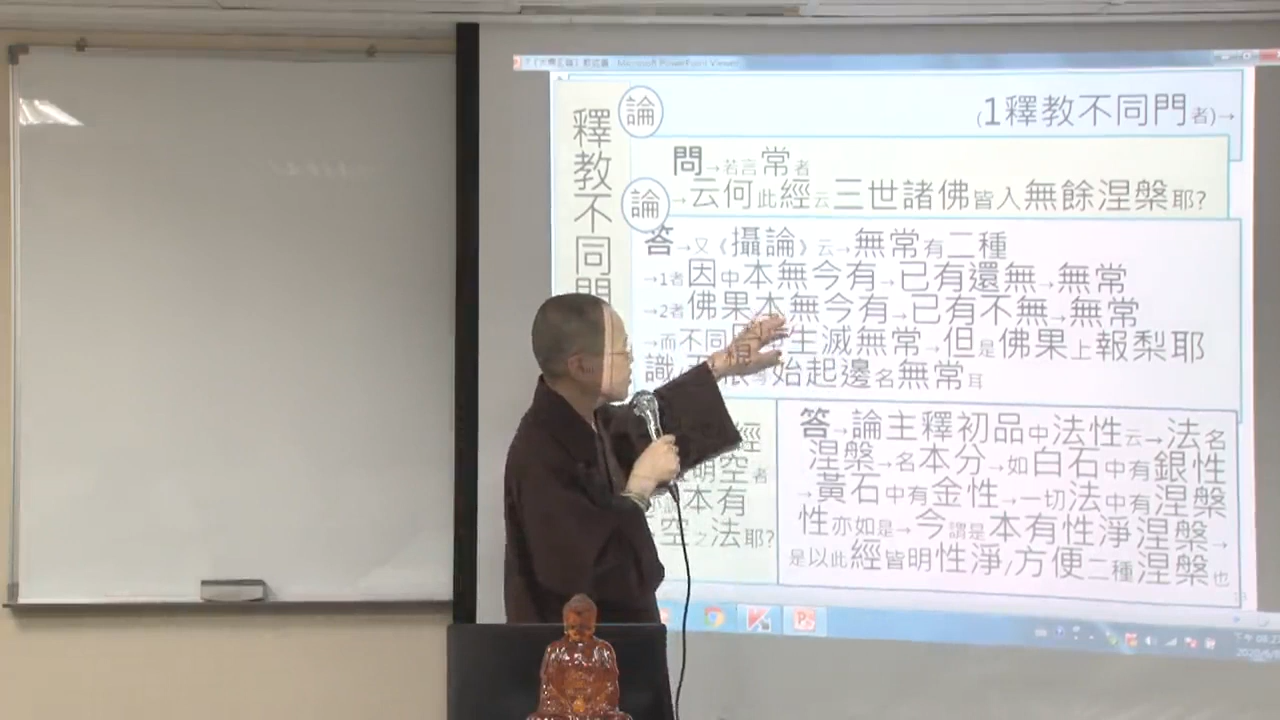 Microsoft PowerPoint Viewer
釋教不同門
論
(1釋教不同門者)→
問→若言常者
論
→云何此經云三世諸佛皆入無餘涅槃耶?
答→又《攝論》云→無常有二種
→1者因中本無今有→已有還無→無常
→2者佛果本無今有→已有不無→無常
→而不同 生滅無常→但是佛果上報梨耶
識 根 始起邊名無常耳
經
明空者
本有
空之法耶?
答→論主釋初品中法性云→法名
涅槃→名本分→如白石中有銀性
→黃石中有金性→一切法中有涅槃
性亦如是→今謂是本有性淨涅槃→
是以此經皆明性淨/方便二種涅槃也